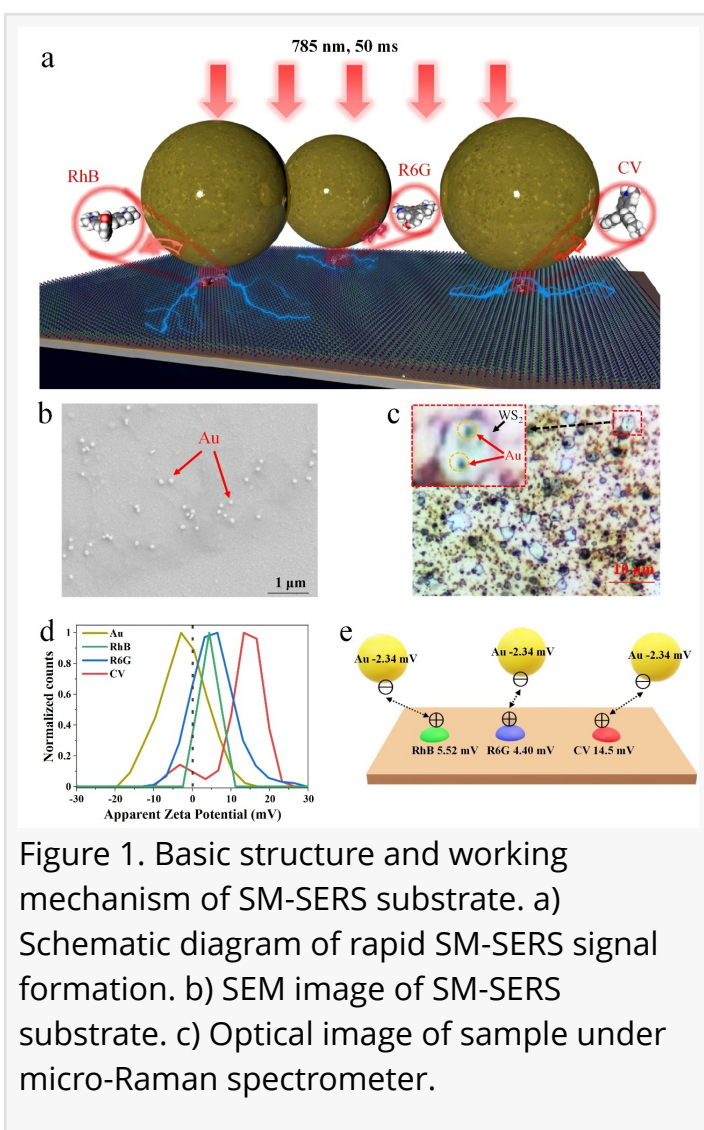 a
785 nm, 50 ms
RhB
R6G
CV
b
Au
1 μm
c
WS2
Au
10 μm
d
Au
RhB
R6G
CV
Normalized counts
1
0.8
0.6
0.4
0.2
0
-30 -20 -10 0 10 20 30
Apparent Zeta Potential (mV)
e
Au -2.34 mV
Au -2.34 mV
Au -2.34 mV
RhB 5.52 mV
R6G 4.40 mV
CV 14.5 mV
Figure 1. Basic structure and working
mechanism of SM-SERS substrate. a)
Schematic diagram of rapid SM-SERS signal
formation. b) SEM image of SM-SERS
substrate. c) Optical image of sample under
micro-Raman spectrometer.